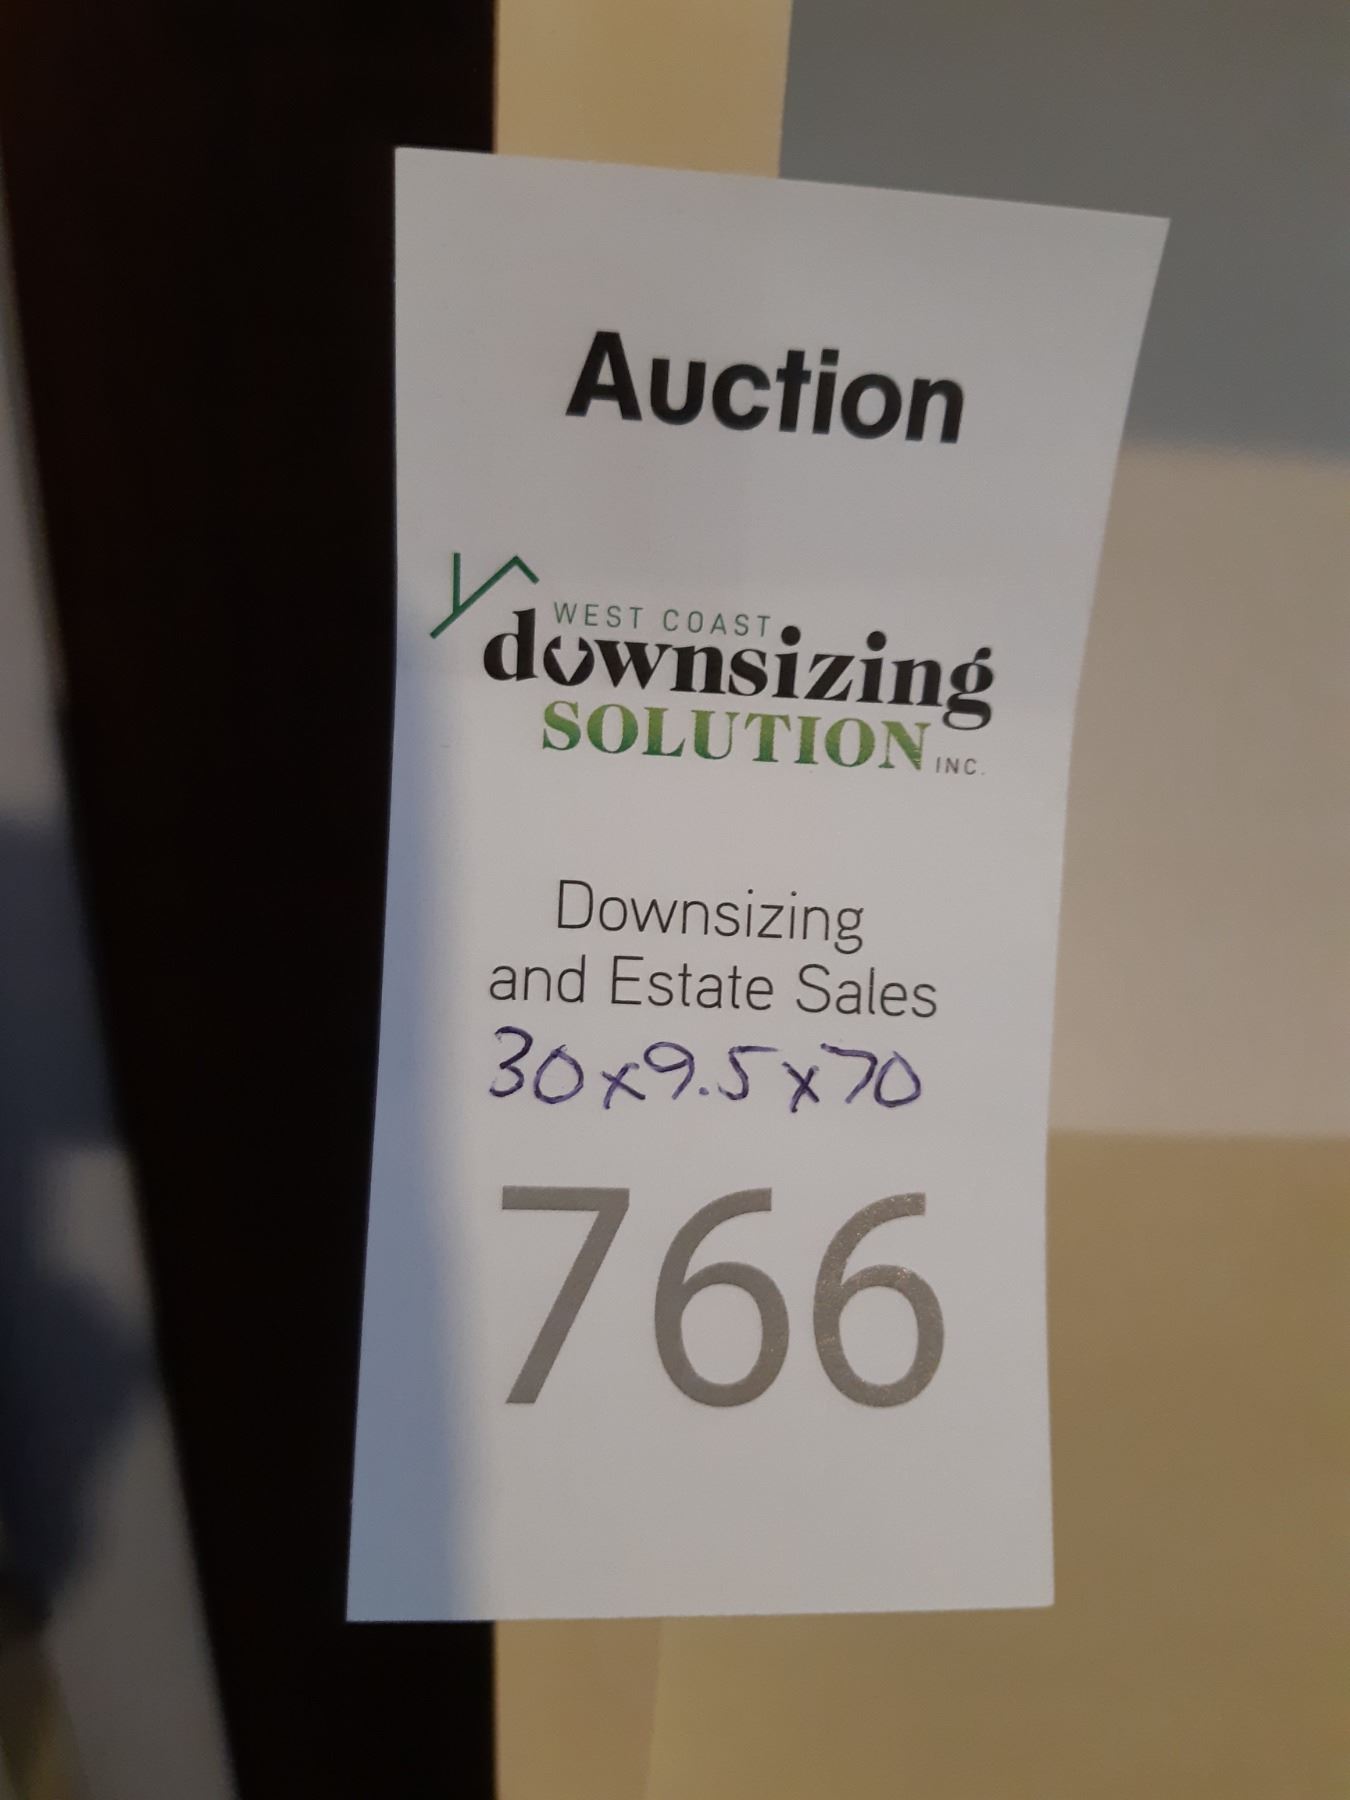 Auction
WEST COAST
downsizing
SOLUTION INC.
Downsizing
and Estate Sales
30x9.5x70
766